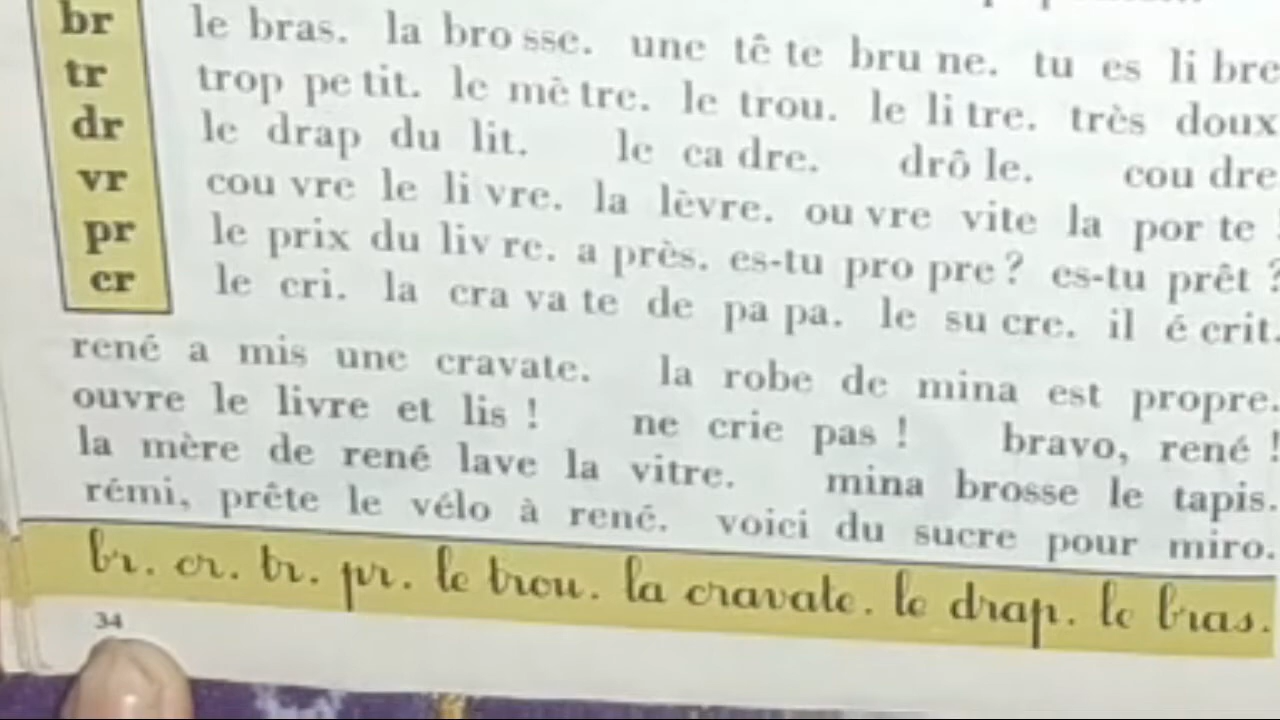 br le bras. la bro sse. une tê te bru ne. tu es li bre
tr trop pe tit. le mè tre. le trou. le li tre. très doux
dr le drap du lit. le ca dre. drô le. cou dre
vr cou vre le li vre. la lèvre. ou vre vite la por te !
pr le prix du liv re. a près. es-tu pro pre ? es-tu prêt ?
cr le cri. la cra va te de pa pa. le su cre. il é crit.
rené a mis une cravate. la robe de mina est propre.
ouvre le livre et lis ! ne crie pas ! bravo, rené !
la mère de rené lave la vitre. mina brosse le tapis.
rémi, prête le vélo à rené. voici du sucre pour miro.
br. cr. tr. pr. le trou. la cravate. le drap. le bras.
34